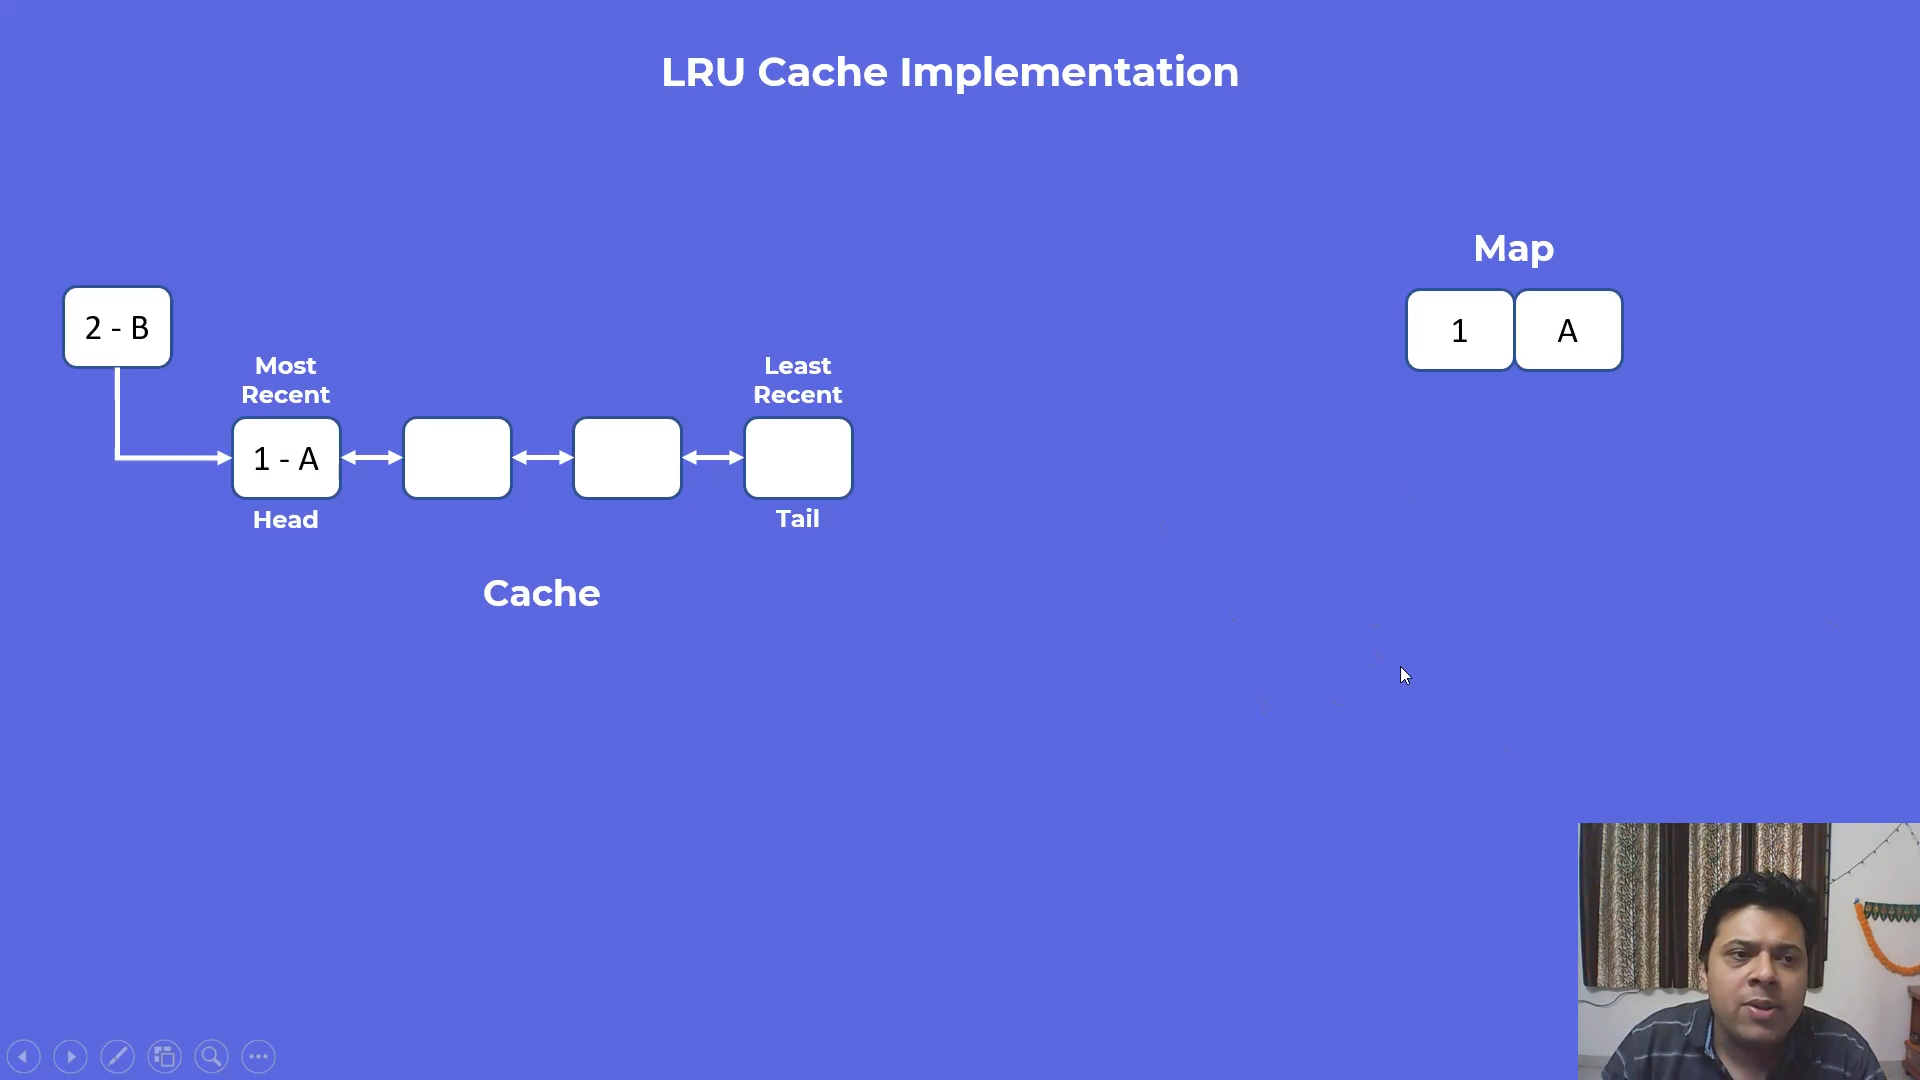 LRU Cache Implementation
Map
2 - B
1 A
Most
Recent
Least
Recent
1 - A
Head
Tail
Cache